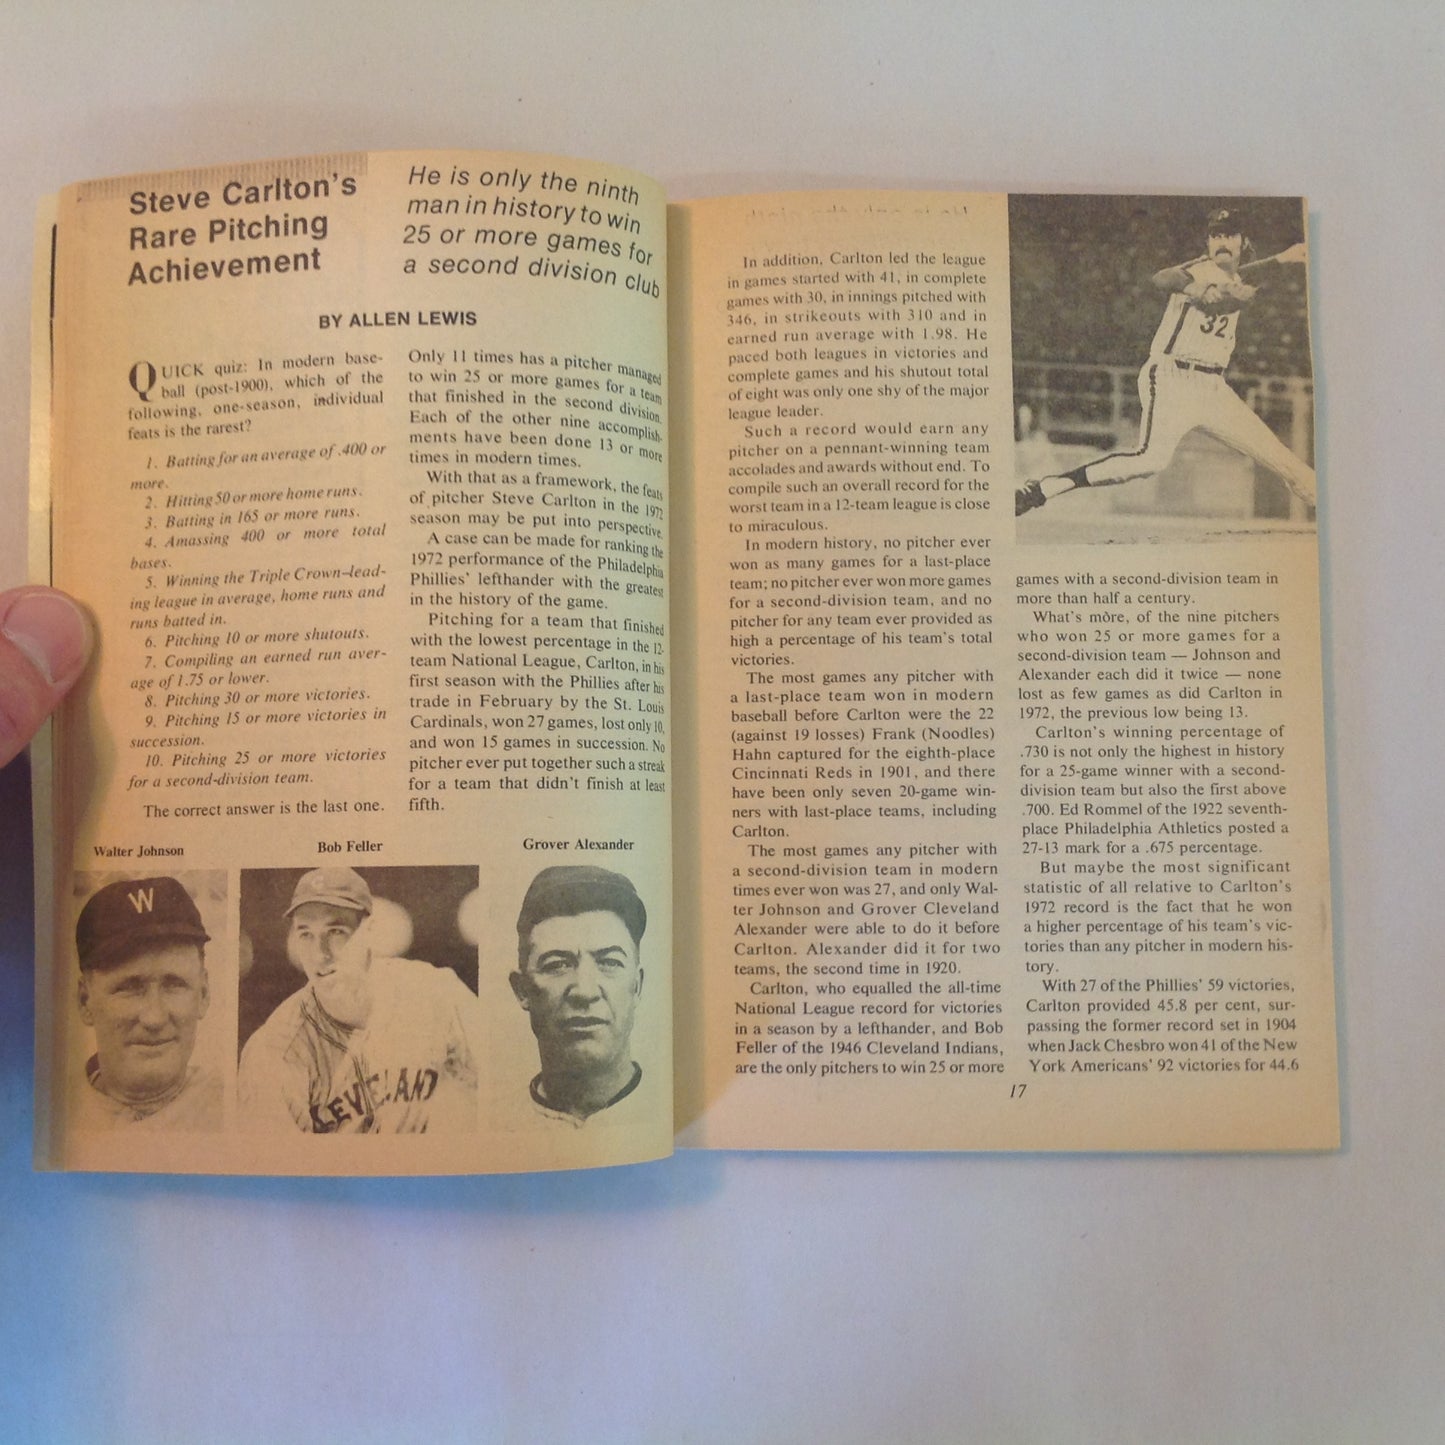 Steve Carlton's
Rare Pitching
Achievement
He is only the ninth
man in history to win
25 or more games for
a second division club
BY ALLEN LEWIS
QUICK quiz: In modern base-
ball (post-1900), which of the
following, one-season, individual
feats is the rarest?
1. Batting for an average of .400 or
more.
2. Hitting 50 or more home runs.
3. Batting in 165 or more runs.
4. Amassing 400 or more total
bases.
5. Winning the Triple Crown—lead-
ing league in average, home runs and
runs batted in.
6. Pitching 10 or more shutouts.
7. Compiling an earned run aver-
age of 1.75 or lower.
8. Pitching 30 or more victories.
9. Pitching 15 or more victories in
succession.
10. Pitching 25 or more victories
for a second-division team.
The correct answer is the last one.
Only 11 times has a pitcher managed
to win 25 or more games for a team
that finished in the second division.
Each of the other nine accomplish-
ments have been done 13 or more
times in modern times.
With that as a framework, the feats
of pitcher Steve Carlton in the 1972
season may be put into perspective.
A case can be made for ranking the
1972 performance of the Philadelphia
Phillies' lefthander with the greatest
in the history of the game.
Pitching for a team that finished
with the lowest percentage in the 12-
team National League, Carlton, in his
first season with the Phillies after his
trade in February by the St. Louis
Cardinals, won 27 games, lost only 10,
and won 15 games in succession. No
pitcher ever put together such a streak
for a team that didn't finish at least
fifth.
Walter Johnson
Bob Feller
Grover Alexander
W
CLEVELAND
In addition, Carlton led the league
in games started with 41, in complete
games with 30, in innings pitched with
346, in strikeouts with 310 and in
earned run average with 1.98. He
paced both leagues in victories and
complete games and his shutout total
of eight was only one shy of the major
league leader.
Such a record would earn any
pitcher on a pennant-winning team
accolades and awards without end. To
compile such an overall record for the
worst team in a 12-team league is close
to miraculous.
In modern history, no pitcher ever
won as many games for a last-place
team; no pitcher ever won more games
for a second-division team, and no
pitcher for any team ever provided as
high a percentage of his team's total
victories.
The most games any pitcher with
a last-place team won in modern
baseball before Carlton were the 22
(against 19 losses) Frank (Noodles)
Hahn captured for the eighth-place
Cincinnati Reds in 1901, and there
have been only seven 20-game win-
ners with last-place teams, including
Carlton.
The most games any pitcher with
a second-division team in modern
times ever won was 27, and only Wal-
ter Johnson and Grover Cleveland
Alexander were able to do it before
Carlton. Alexander did it for two
teams, the second time in 1920.
Carlton, who equalled the all-time
National League record for victories
in a season by a lefthander, and Bob
Feller of the 1946 Cleveland Indians,
are the only pitchers to win 25 or more
32
games with a second-division team in
more than half a century.
What's more, of the nine pitchers
who won 25 or more games for a
second-division team — Johnson and
Alexander each did it twice — none
lost as few games as did Carlton in
1972, the previous low being 13.
Carlton's winning percentage of
.730 is not only the highest in history
for a 25-game winner with a second-
division team but also the first above
.700. Ed Rommel of the 1922 seventh-
place Philadelphia Athletics posted a
27-13 mark for a .675 percentage.
But maybe the most significant
statistic of all relative to Carlton's
1972 record is the fact that he won
a higher percentage of his team's vic-
tories than any pitcher in modern his-
tory.
With 27 of the Phillies' 59 victories,
Carlton provided 45.8 per cent, sur-
passing the former record set in 1904
when Jack Chesbro won 41 of the New
York Americans' 92 victories for 44.6
17